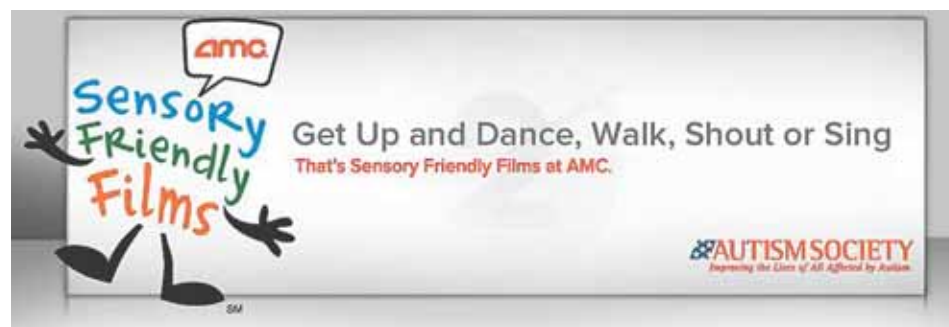 amc
Sensory
Friendly
Films
SM
Get Up and Dance, Walk, Shout or Sing
That's Sensory Friendly Films at AMC.
AUTISM SOCIETY
Improving the Lives of All Affected by Autism.